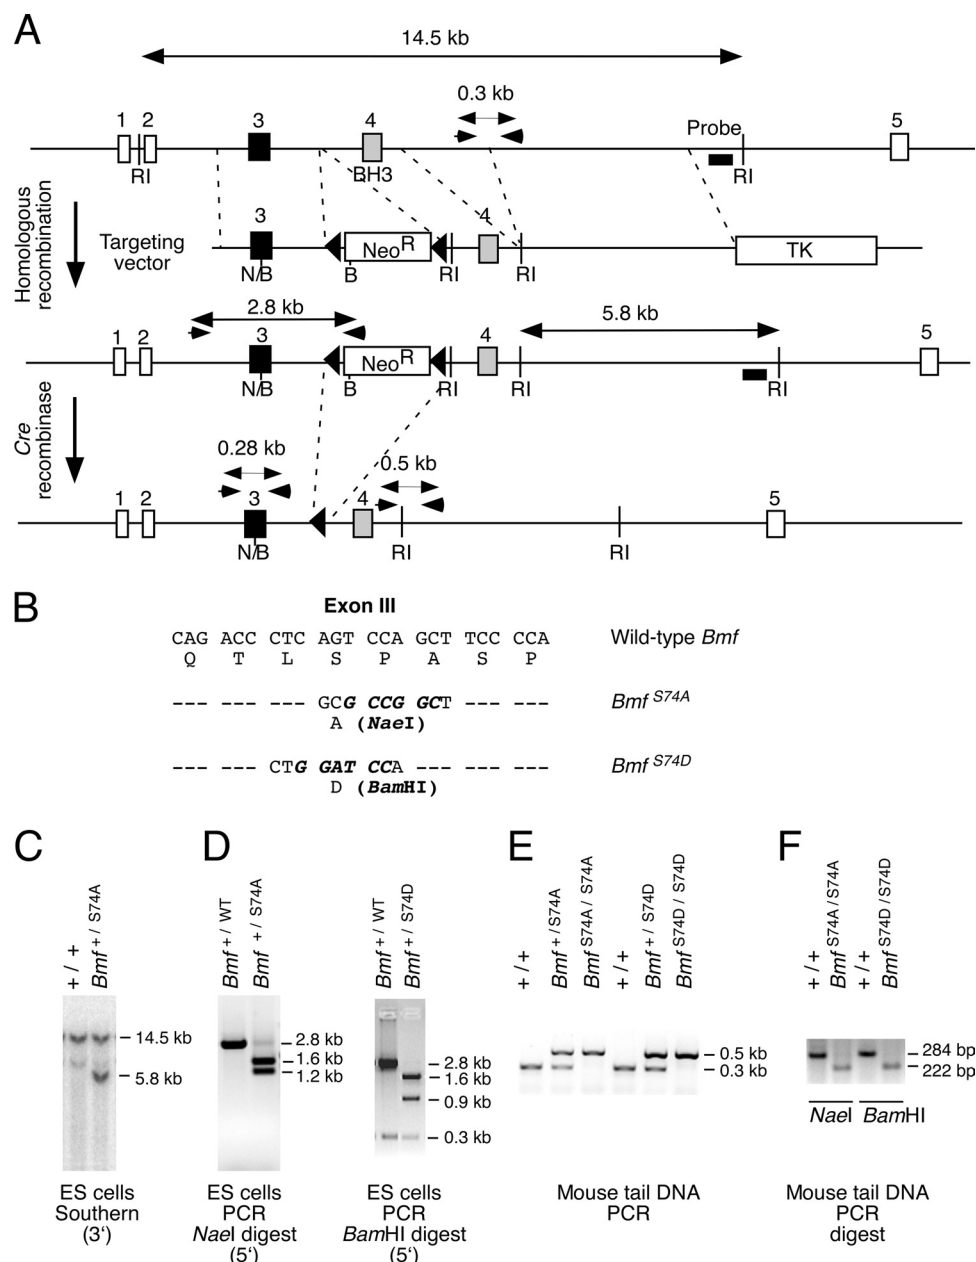 A
14.5 kb
0.3 kb
1 2 3 4 Probe 5
RI BH3 RI
Homologous recombination
Targeting vector
3 4
Neo R TK
N/B B RI RI
2.8 kb 5.8 kb
1 2 3 4 5
Neo R
N/B B RI RI RI
Cre recombinase
0.28 kb 0.5 kb
1 2 3 4 5
N/B RI RI
B
Exon III
CAG ACC CTC AGT CCA GCT TCC CCA Wild-type Bmf
Q T L S P A S P
--- --- --- GCG CCG GCT --- --- Bmf S74A
A (NaeI)
--- --- CTG GAT CCA --- --- --- Bmf S74D
D (BamHI)
C
+ / +
Bmf + / S74A
14.5 kb
5.8 kb
ES cells
Southern
(3‘)
D
Bmf + / WT
Bmf + / S74A
2.8 kb
1.6 kb
1.2 kb
ES cells
PCR
NaeI digest
(5‘)
Bmf + / WT
Bmf + / S74D
2.8 kb
1.6 kb
0.9 kb
0.3 kb
ES cells
PCR
BamHI digest
(5‘)
E
+ / +
Bmf + / S74A
Bmf S74A / S74A
+ / +
Bmf + / S74D
Bmf S74D / S74D
0.5 kb
0.3 kb
Mouse tail DNA
PCR
F
+ / +
Bmf S74A / S74A
+ / +
Bmf S74D / S74D
284 bp
222 bp
NaeI BamHI
Mouse tail DNA
PCR
digest